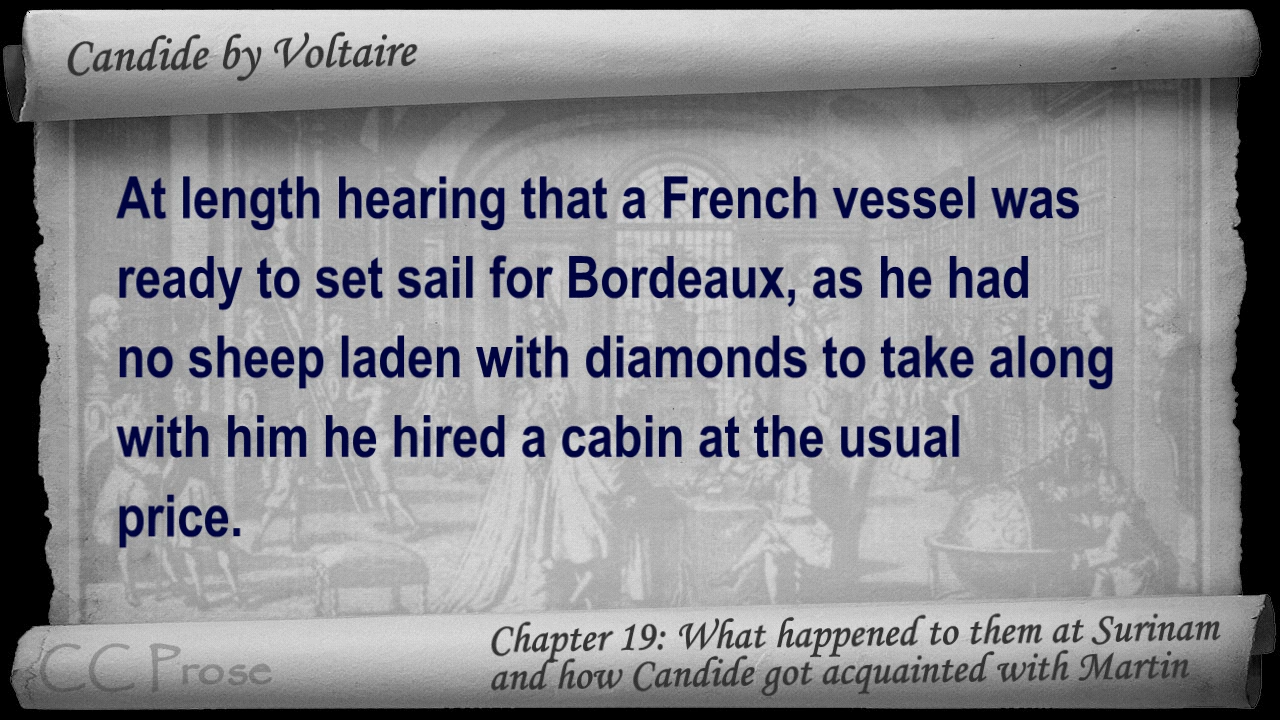 Candide by Voltaire
At length hearing that a French vessel was
ready to set sail for Bordeaux, as he had
no sheep laden with diamonds to take along
with him he hired a cabin at the usual
price.
Chapter 19: What happened to them at Surinam
and how Candide got acquainted with Martin
CC Prose